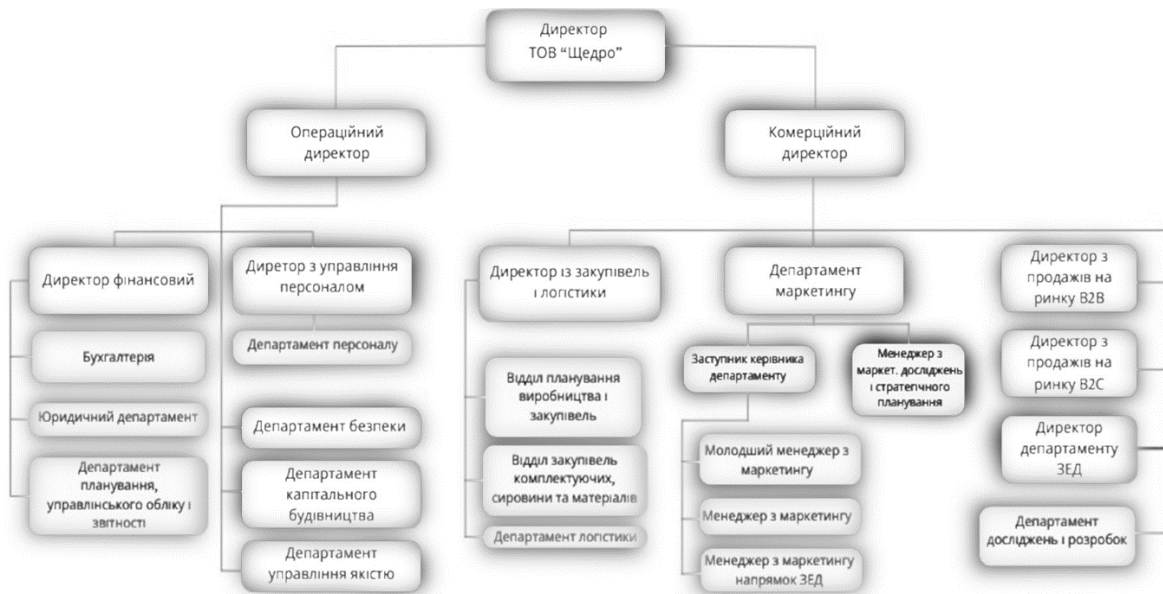 Директор
ТОВ “Щедро”
Операційний
директор
Комерційний
директор
Директор фінансовий
Диретор з управління
персоналом
Директор із закупівель
і логістики
Департамент
маркетингу
Директор з
продажів на
ринку B2B
Бухгалтерія
Департамент персоналу
Відділ планування
виробництва і
закупівель
Заступник керівника
департаменту
Менеджер з
маркет. досліджень
і стратегічного
планування
Директор з
продажів на
ринку B2C
Юридичний департамент
Департамент безпеки
Молодший менеджер з
маркетингу
Директор
департаменту
ЗЕД
Департамент
планування,
управлінського обліку і
звітності
Департамент
капітального
будівництва
Відділ закупівель
комплектуючих,
сировини та матеріалів
Менеджер з маркетингу
Департамент
досліджень і розробок
Департамент
управління якістю
Департамент логістики
Менеджер з маркетингу
напрямок ЗЕД